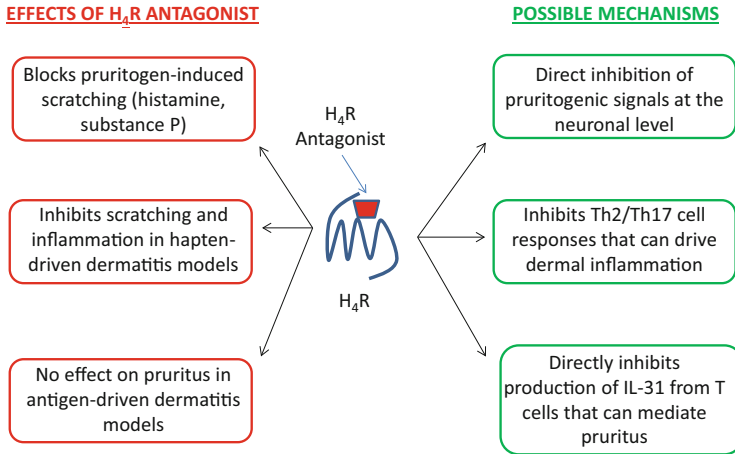 EFFECTS OF H₄R ANTAGONIST
Blocks pruritogen-induced
scratching (histamine,
substance P)
Inhibits scratching and
inflammation in hapten-
driven dermatitis models
No effect on pruritus in
antigen-driven dermatitis
models
H₄R
Antagonist
H₄R
POSSIBLE MECHANISMS
Direct inhibition of
pruritogenic signals at the
neuronal level
Inhibits Th2/Th17 cell
responses that can drive
dermal inflammation
Directly inhibits
production of IL-31 from T
cells that can mediate
pruritus